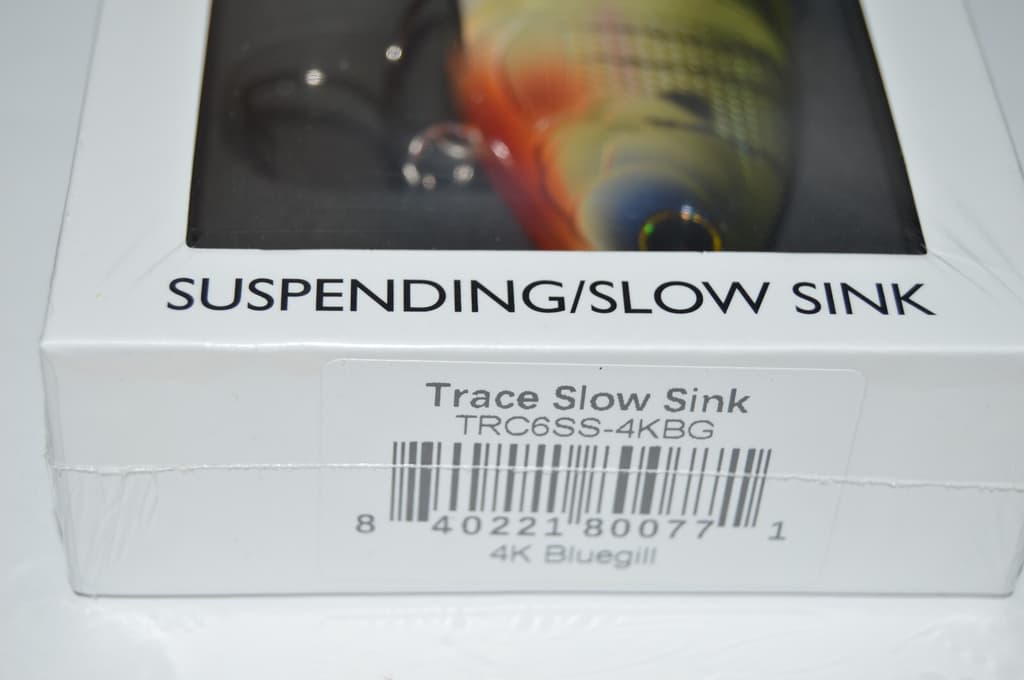 SUSPENDING/SLOW SINK
Trace Slow Sink
TRC6SS-4KBG
8 40221 80077 1
4K Bluegill